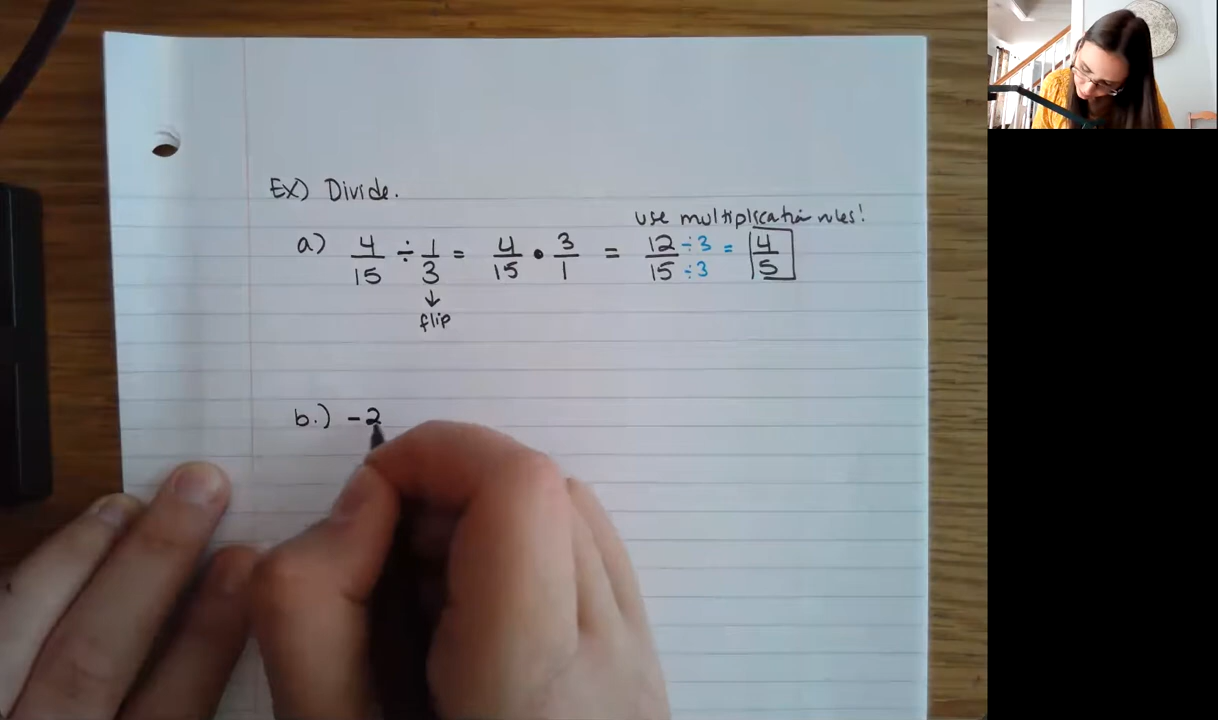 Ex) Divide.
use multiplication rules!
a) 4/15 ÷ 1/3 = 4/15 • 3/1 = 12÷3/15÷3 = 4/5
↓
flip
b.) -2